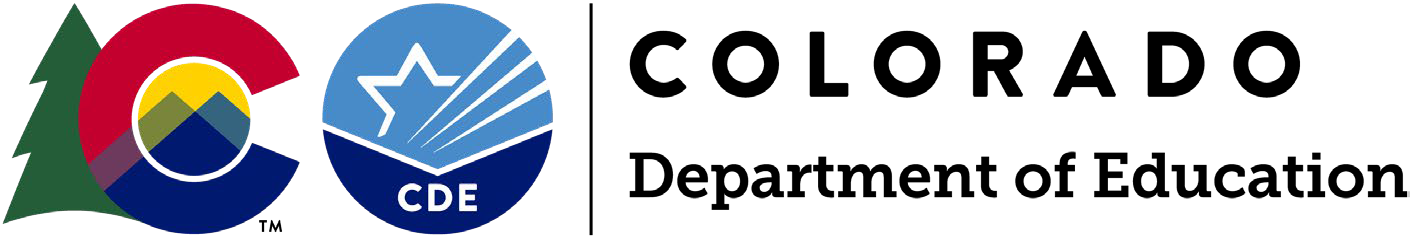 TM
CDE
COLORADO
Department of Education